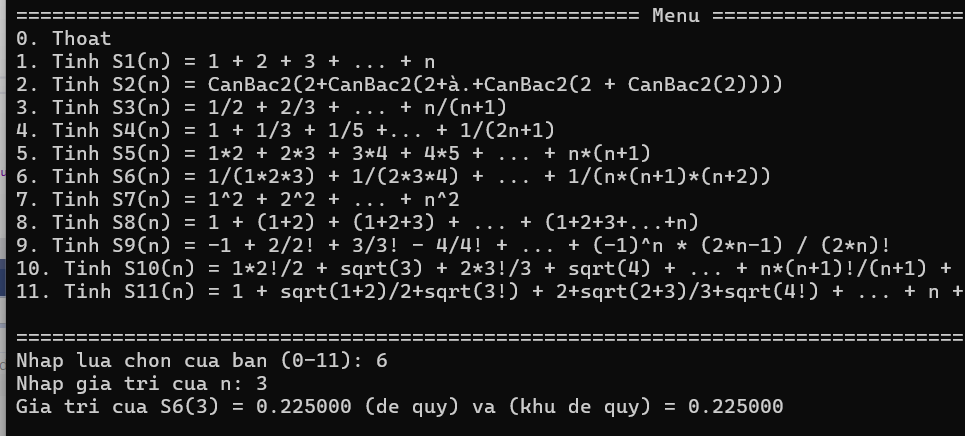 ======================================================== Menu ======================
0. Thoat
1. Tinh S1(n) = 1 + 2 + 3 + ... + n
2. Tinh S2(n) = CanBac2(2+CanBac2(2+à.+CanBac2(2 + CanBac2(2))))
3. Tinh S3(n) = 1/2 + 2/3 + ... + n/(n+1)
4. Tinh S4(n) = 1 + 1/3 + 1/5 +... + 1/(2n+1)
5. Tinh S5(n) = 1*2 + 2*3 + 3*4 + 4*5 + ... + n*(n+1)
6. Tinh S6(n) = 1/(1*2*3) + 1/(2*3*4) + ... + 1/(n*(n+1)*(n+2))
7. Tinh S7(n) = 1^2 + 2^2 + ... + n^2
8. Tinh S8(n) = 1 + (1+2) + (1+2+3) + ... + (1+2+3+...+n)
9. Tinh S9(n) = -1 + 2/2! + 3/3! - 4/4! + ... + (-1)^n * (2*n-1) / (2*n)!
10. Tinh S10(n) = 1*2!/2 + sqrt(3) + 2*3!/3 + sqrt(4) + ... + n*(n+1)!/(n+1) +
11. Tinh S11(n) = 1 + sqrt(1+2)/2+sqrt(3!) + 2+sqrt(2+3)/3+sqrt(4!) + ... + n +
================================================================================
Nhap lua chon cua ban (0-11): 6
Nhap gia tri cua n: 3
Gia tri cua S6(3) = 0.225000 (de quy) va (khu de quy) = 0.225000